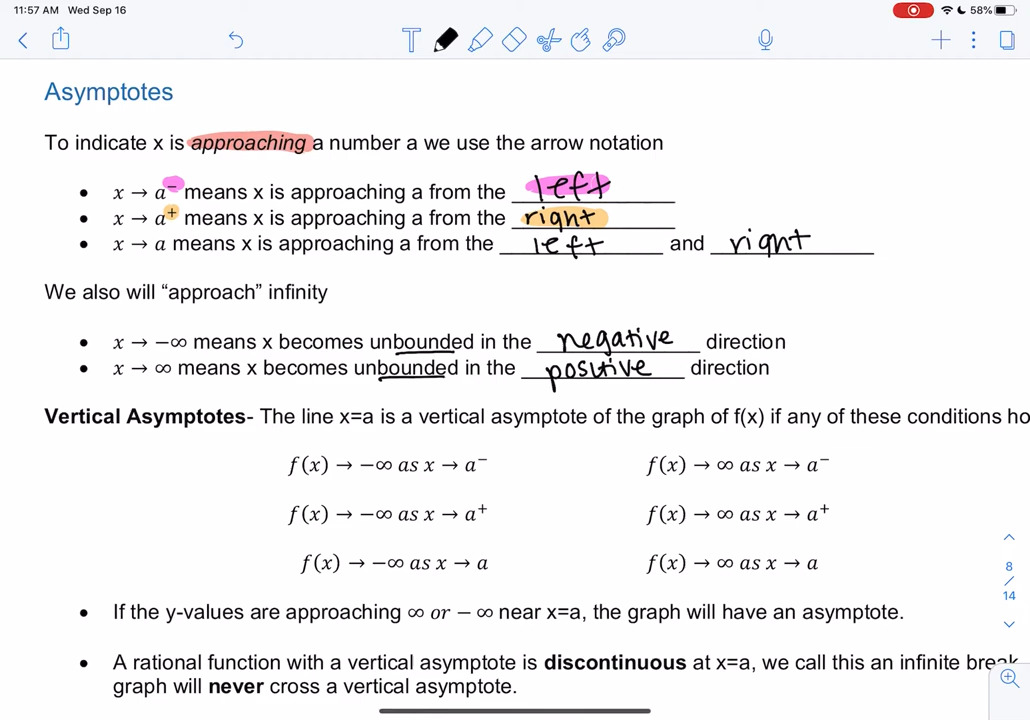 11:57 AM Wed Sep 16
58%
T
Asymptotes
To indicate x is approaching a number a we use the arrow notation
• x → a⁻ means x is approaching a from the left
• x → a⁺ means x is approaching a from the right
• x → a means x is approaching a from the left and right
We also will “approach” infinity
• x → −∞ means x becomes unbounded in the negative direction
• x → ∞ means x becomes unbounded in the positive direction
Vertical Asymptotes- The line x=a is a vertical asymptote of the graph of f(x) if any of these conditions ho
f(x) → −∞ as x → a⁻ f(x) → ∞ as x → a⁻
f(x) → −∞ as x → a⁺ f(x) → ∞ as x → a⁺
f(x) → −∞ as x → a f(x) → ∞ as x → a
8
/
14
• If the y-values are approaching ∞ or − ∞ near x=a, the graph will have an asymptote.
• A rational function with a vertical asymptote is discontinuous at x=a, we call this an infinite break
graph will never cross a vertical asymptote.